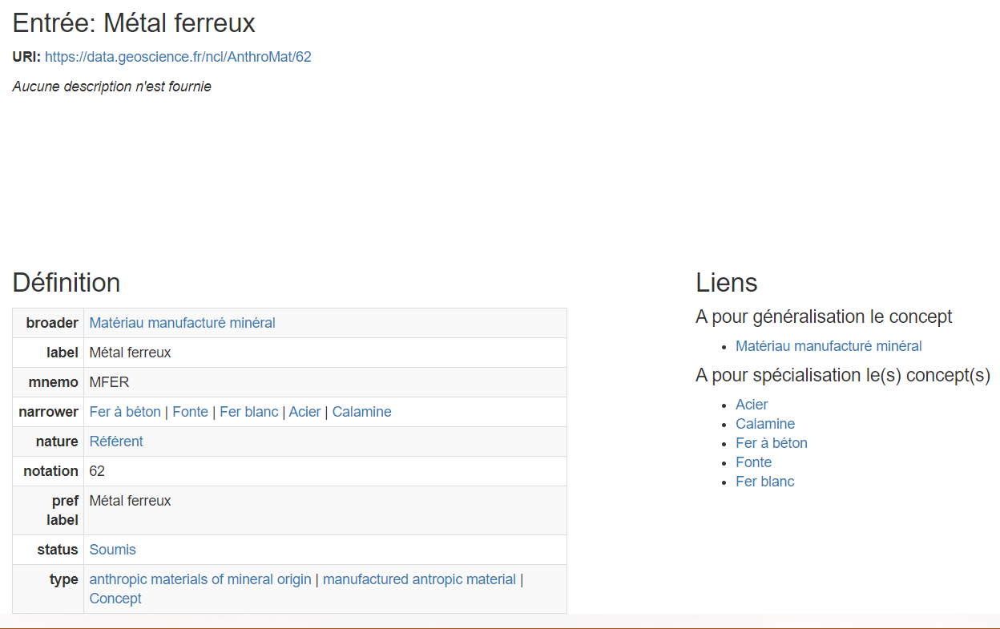 Entrée: Métal ferreux
URI: https://data.geoscience.fr/ncl/AnthroMat/62
Aucune description n'est fournie
Définition
broader Matériau manufacturé minéral
label Métal ferreux
mnemo MFER
narrower Fer à béton | Fonte | Fer blanc | Acier | Calamine
nature Référent
notation 62
pref Métal ferreux
label
status Soumis
type anthropic materials of mineral origin | manufactured antropic material |
Concept
Liens
A pour généralisation le concept
• Matériau manufacturé minéral
A pour spécialisation le(s) concept(s)
• Acier
• Calamine
• Fer à béton
• Fonte
• Fer blanc